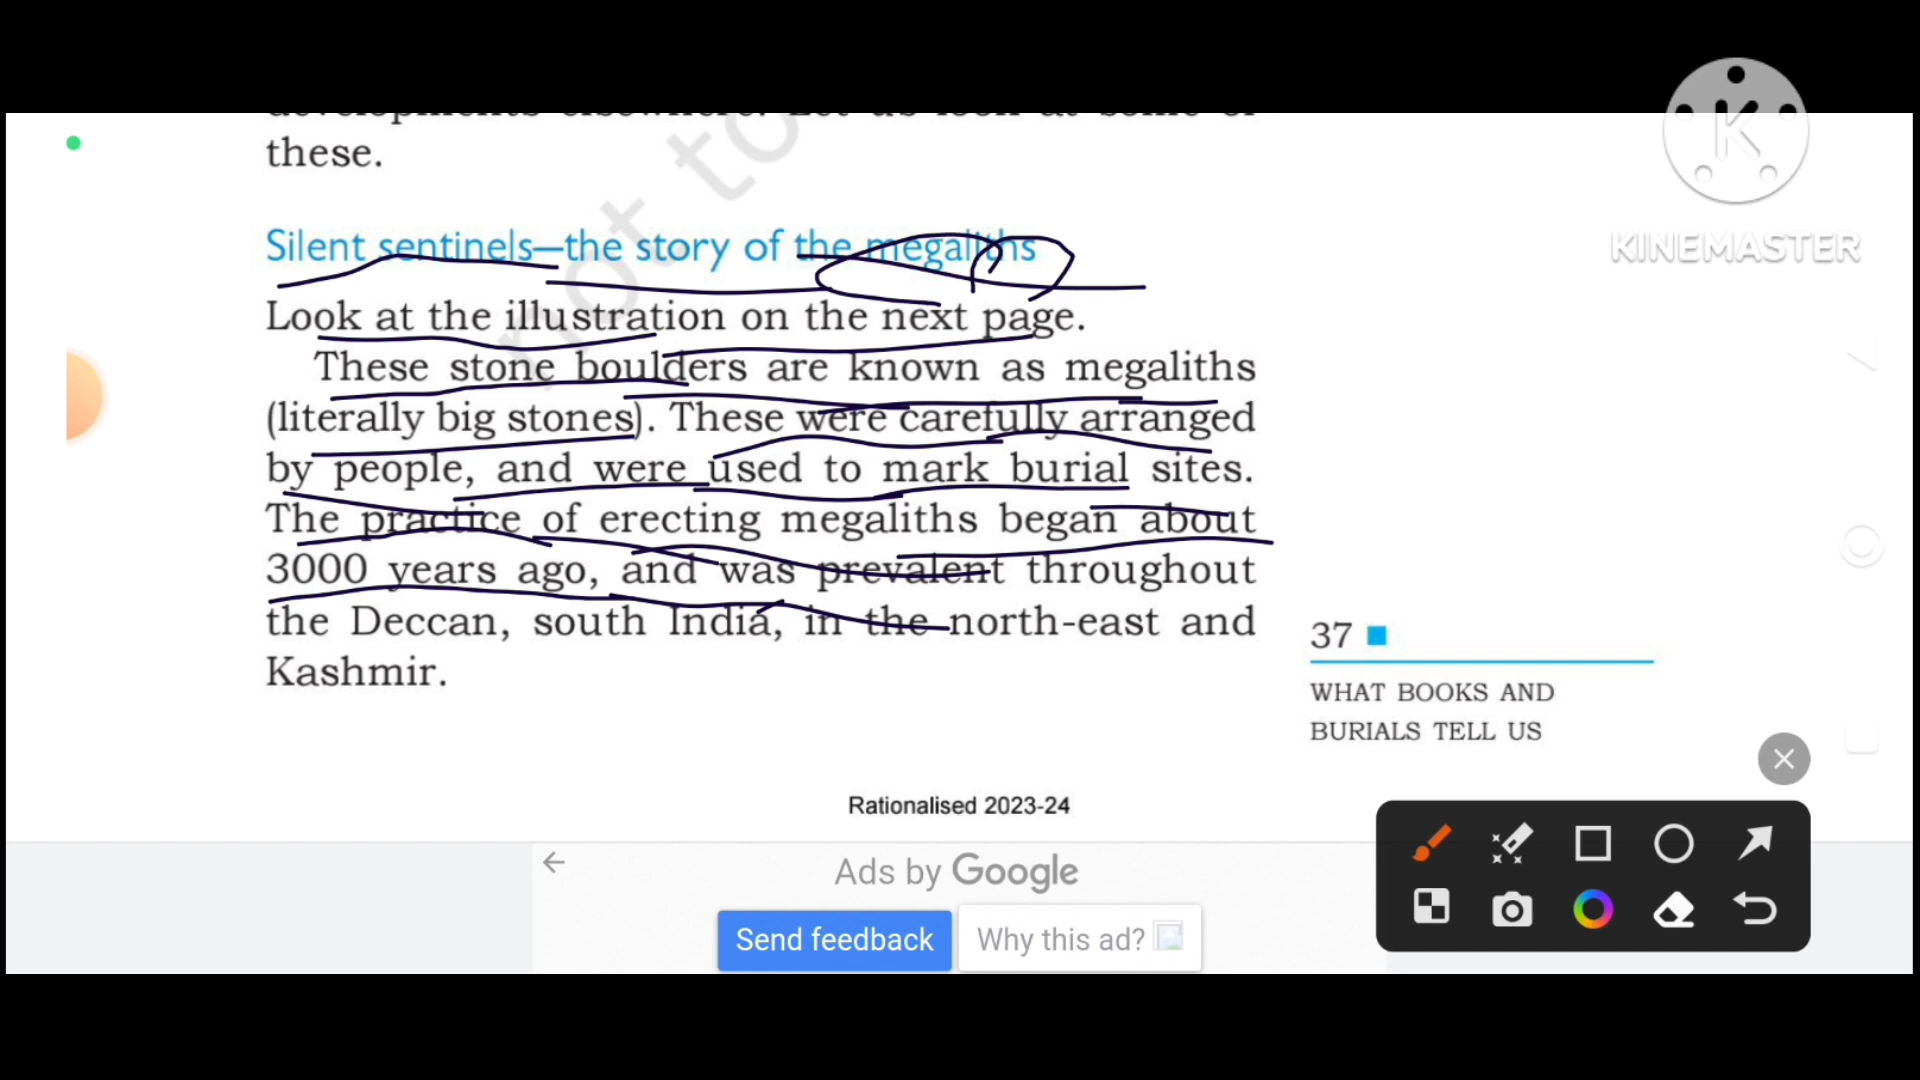 these.
Silent sentinels—the story of the megaliths
Look at the illustration on the next page.
These stone boulders are known as megaliths
(literally big stones). These were carefully arranged
by people, and were used to mark burial sites.
The practice of erecting megaliths began about
3000 years ago, and was prevalent throughout
the Deccan, south India, in the north-east and
Kashmir.
37
WHAT BOOKS AND
BURIALS TELL US
Rationalised 2023-24
Ads by Google
Send feedback
Why this ad?
K
KINEMASTER
not to